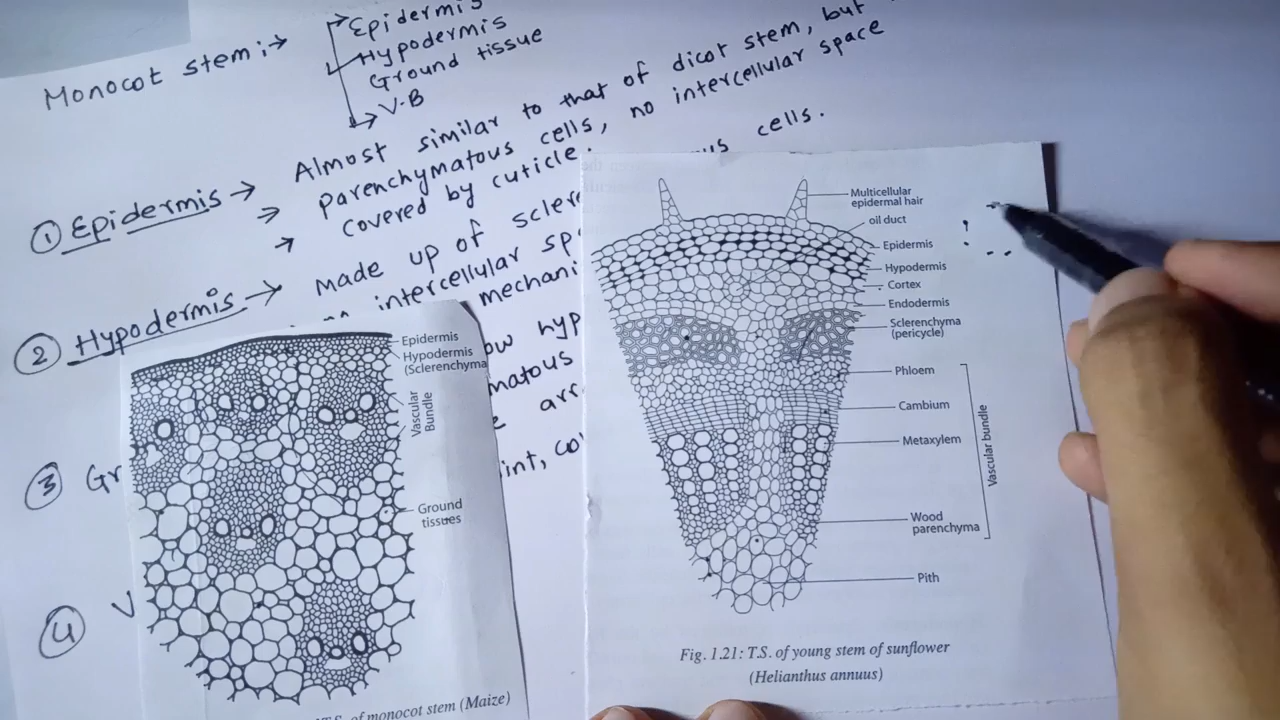 Monocot stem :→
Epidermis
Hypodermis
Ground tissue
V.B
① Epidermis → Almost similar to that of dicot stem, but
⇒ parenchymatous cells, no intercellular space
→ covered by cuticle.
cells.
② Hypodermis → Made up of
intercellular
③
④ V
Epidermis
Hypodermis
(Sclerenchyma
Vascular
Bundle
Ground
tissues
of monocot stem (Maize)
Multicellular
epidermal hair
oil duct
Epidermis
Hypodermis
Cortex
Endodermis
Sclerenchyma
(pericycle)
Phloem
Cambium
Metaxylem
Vascular bundle
Wood
parenchyma
Pith
Fig. 1.21: T.S. of young stem of sunflower
(Helianthus annuus)